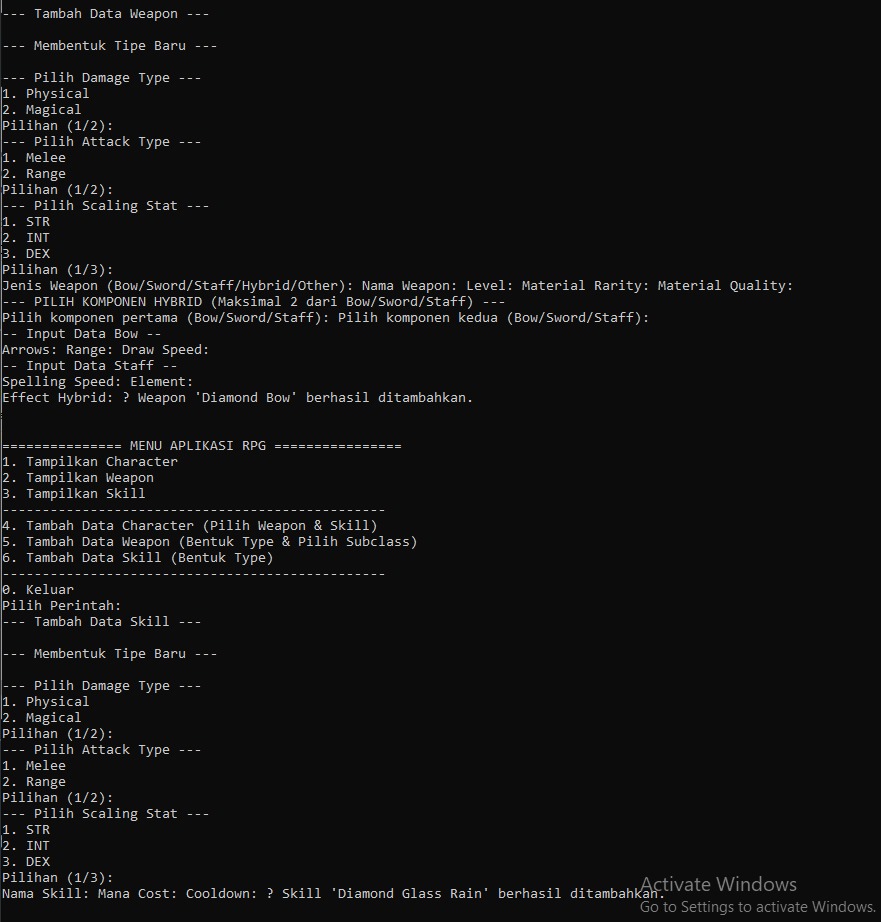 --- Tambah Data Weapon ---
--- Membentuk Tipe Baru ---
--- Pilih Damage Type ---
1. Physical
2. Magical
Pilihan (1/2):
--- Pilih Attack Type ---
1. Melee
2. Range
Pilihan (1/2):
--- Pilih Scaling Stat ---
1. STR
2. INT
3. DEX
Pilihan (1/3):
Jenis Weapon (Bow/Sword/Staff/Hybrid/Other): Nama Weapon: Level: Material Rarity: Material Quality:
--- PILIH KOMPONEN HYBRID (Maksimal 2 dari Bow/Sword/Staff) ---
Pilih komponen pertama (Bow/Sword/Staff): Pilih komponen kedua (Bow/Sword/Staff):
-- Input Data Bow --
Arrows: Range: Draw Speed:
-- Input Data Staff --
Spelling Speed: Element:
Effect Hybrid: ? Weapon 'Diamond Bow' berhasil ditambahkan.
=============== MENU APLIKASI RPG ================
1. Tampilkan Character
2. Tampilkan Weapon
3. Tampilkan Skill
------------------------------------------------
4. Tambah Data Character (Pilih Weapon & Skill)
5. Tambah Data Weapon (Bentuk Type & Pilih Subclass)
6. Tambah Data Skill (Bentuk Type)
------------------------------------------------
0. Keluar
Pilih Perintah:
--- Tambah Data Skill ---
--- Membentuk Tipe Baru ---
--- Pilih Damage Type ---
1. Physical
2. Magical
Pilihan (1/2):
--- Pilih Attack Type ---
1. Melee
2. Range
Pilihan (1/2):
--- Pilih Scaling Stat ---
1. STR
2. INT
3. DEX
Pilihan (1/3):
Nama Skill: Mana Cost: Cooldown: ? Skill 'Diamond Glass Rain' berhasil ditambahkan.
Activate Windows
Go to Settings to activate Windows.